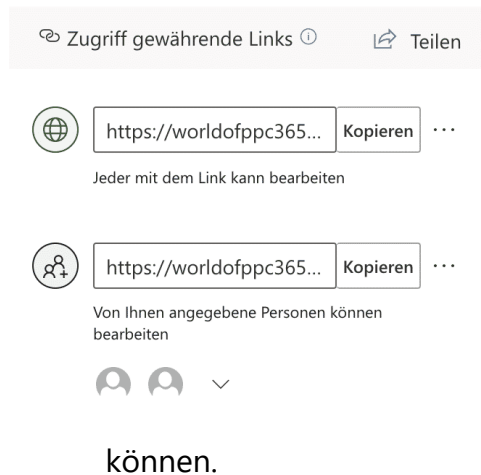 Zugriff gewährende Links
Teilen
https://worldofppc365...
Kopieren
...
Jeder mit dem Link kann bearbeiten
https://worldofppc365...
Kopieren
...
Von Ihnen angegebene Personen können
bearbeiten
können.